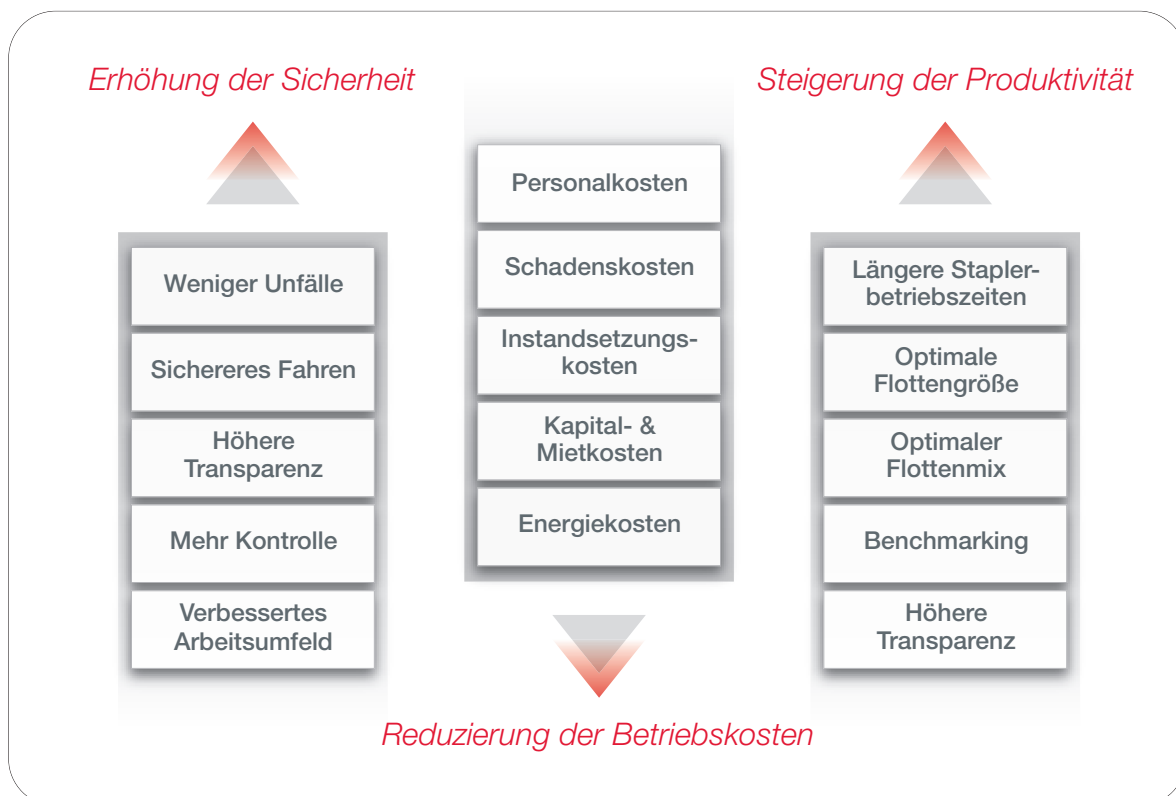 Erhöhung der Sicherheit
Weniger Unfälle
Sichereres Fahren
Höhere
Transparenz
Mehr Kontrolle
Verbessertes
Arbeitsumfeld
Personalkosten
Schadenskosten
Instandsetzungs-
kosten
Kapital- &
Mietkosten
Energiekosten
Reduzierung der Betriebskosten
Steigerung der Produktivität
Längere Stapler-
betriebszeiten
Optimale
Flottengröße
Optimaler
Flottenmix
Benchmarking
Höhere
Transparenz